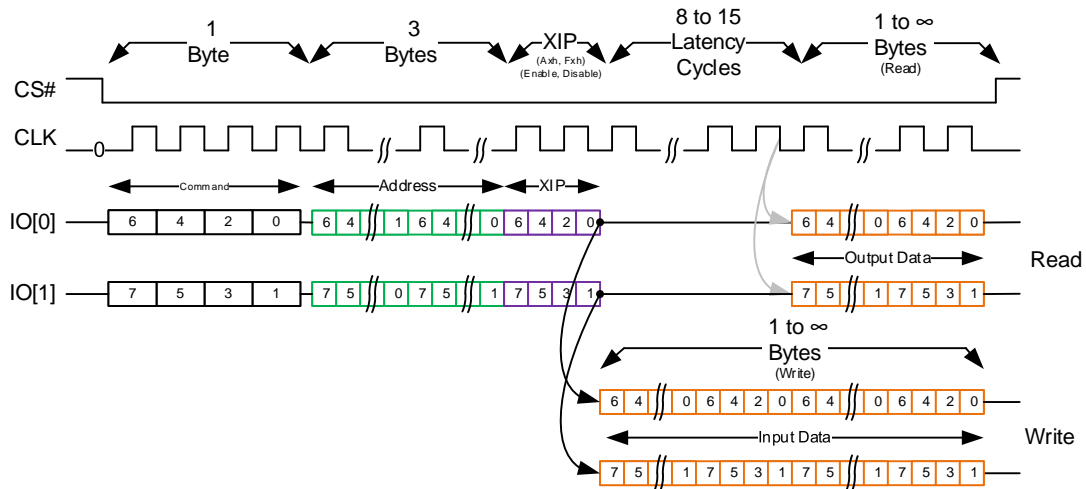 1 Byte
3 Bytes
XIP
(Axh, Fxh)
(Enable, Disable)
8 to 15 Latency Cycles
1 to ∞ Bytes
(Read)
CS#
CLK 0
Command Address XIP
IO[0] 6 4 2 0 6 4 1 6 4 0 6 4 2 0 6 4 0 6 4 2 0
Output Data Read
IO[1] 7 5 3 1 7 5 0 7 5 1 7 5 3 1 7 5 1 7 5 3 1
1 to ∞ Bytes
(Write)
6 4 0 6 4 2 0 6 4 0 6 4 2 0
Input Data Write
7 5 1 7 5 3 1 7 5 1 7 5 3 1